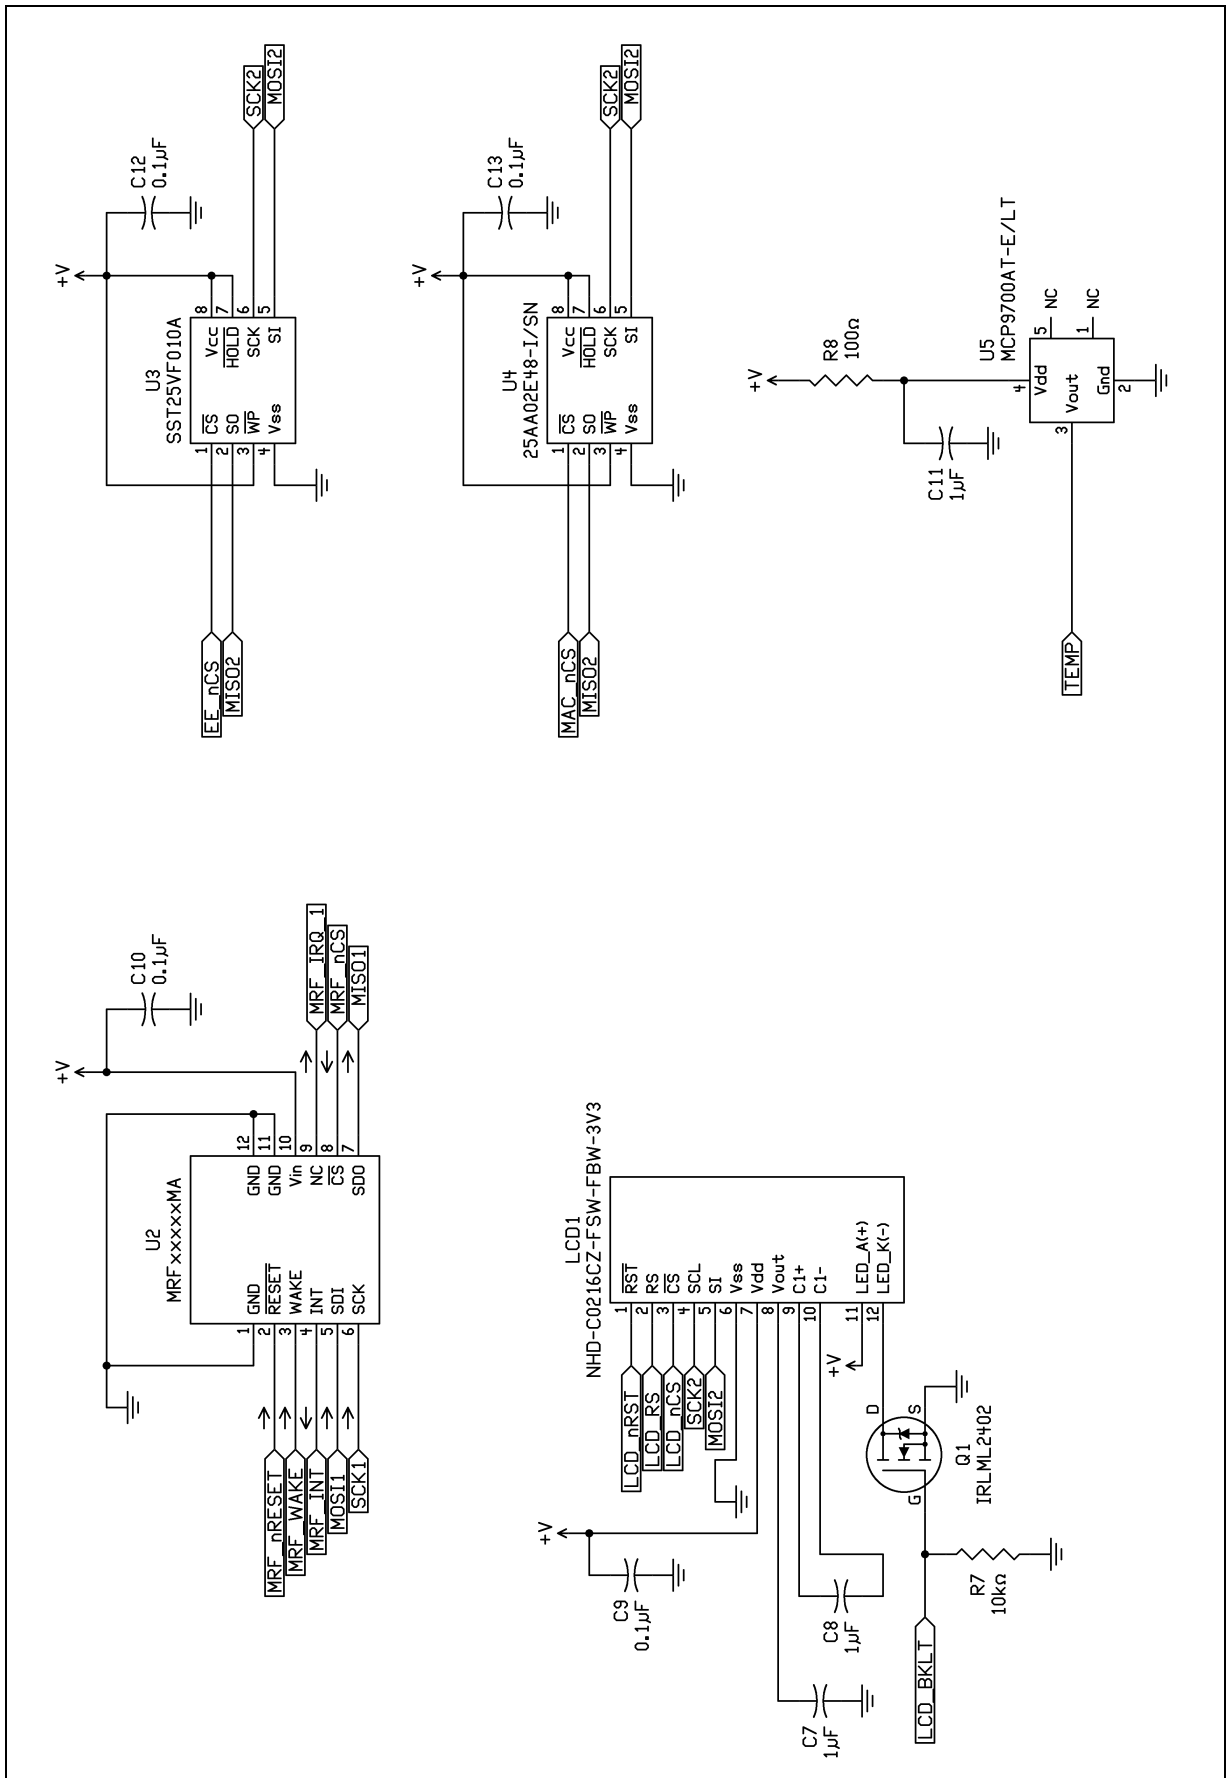 U2
MRFxxxxxMA
1 GND
2 RESET
3 WAKE
4 INT
5 SDI
6 SCK
GND 12
GND 11
Vin 10
NC 9
CS 8
SDO 7
MRF_nRESET
MRF_WAKE
MRF_INT
MOSI1
SCK1
+V
C10
0.1µF
MRF_IRQ_1
MRF_nCS
MISO1
U3
SST25VF010A
1 CS
2 SO
3 WP
4 Vss
Vcc 8
HOLD 7
SCK 6
SI 5
EE_nCS
MISO2
+V
C12
0.1µF
SCK2
MOSI2
LCD1
NHD-C0216CZ-FSW-FBW-3V3
1 RST
2 RS
3 CS
4 SCL
5 SI
6 Vss
7 Vdd
8 Vout
9 C1+
10 C1-
11 LED_A(+)
12 LED_K(-)
LCD_nRST
LCD_RS
LCD_nCS
SCK2
MOSI2
+V
C9
0.1µF
C8
1µF
C7
1µF
+V
D
S
G
Q1
IRLML2402
R7
10kΩ
LCD_BKLT
U4
25AA02E48-I/SN
1 CS
2 SO
3 WP
4 Vss
Vcc 8
HOLD 7
SCK 6
SI 5
MAC_nCS
MISO2
+V
C13
0.1µF
SCK2
MOSI2
+V
R8
100Ω
C11
1µF
U5
MCP9700AT-E/LT
4 Vdd
3 Vout
Gnd 2
5 NC
1 NC
TEMP